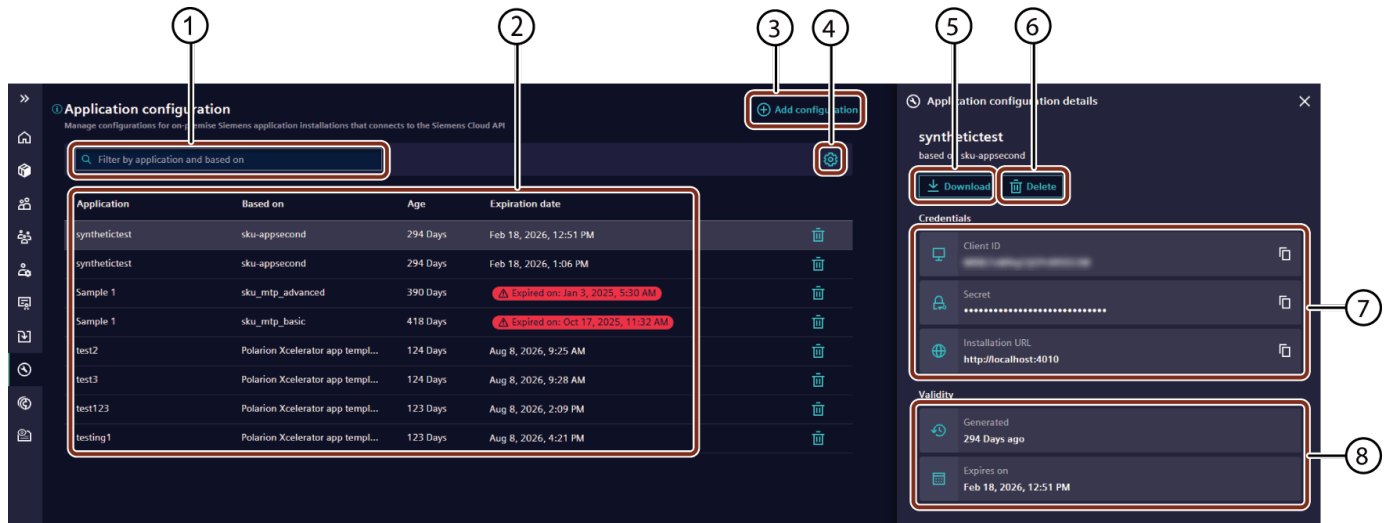 1 2 3 4 5 6
Application configuration
Manage configurations for on-premise Siemens application installations that connects to the Siemens Cloud API
Add configuration
Filter by application and based on
Application Based on Age Expiration date
synthetictest sku-appsecond 294 Days Feb 18, 2026, 12:51 PM
synthetictest sku-appsecond 294 Days Feb 18, 2026, 1:06 PM
Sample 1 sku_mtp_advanced 390 Days Expired on: Jan 3, 2025, 5:30 AM
Sample 1 sku_mtp_basic 418 Days Expired on: Oct 17, 2025, 11:32 AM
test2 Polarion Xcelerator app templ... 124 Days Aug 8, 2026, 9:25 AM
test3 Polarion Xcelerator app templ... 124 Days Aug 8, 2026, 9:28 AM
test123 Polarion Xcelerator app templ... 123 Days Aug 8, 2026, 2:09 PM
testing1 Polarion Xcelerator app templ... 123 Days Aug 8, 2026, 4:21 PM
Application configuration details
synthetictest
based on sku-appsecond
Download Delete
Credentials
Client ID
Secret
Installation URL
http://localhost:4010
7
Validity
Generated
294 Days ago
Expires on
Feb 18, 2026, 12:51 PM
8